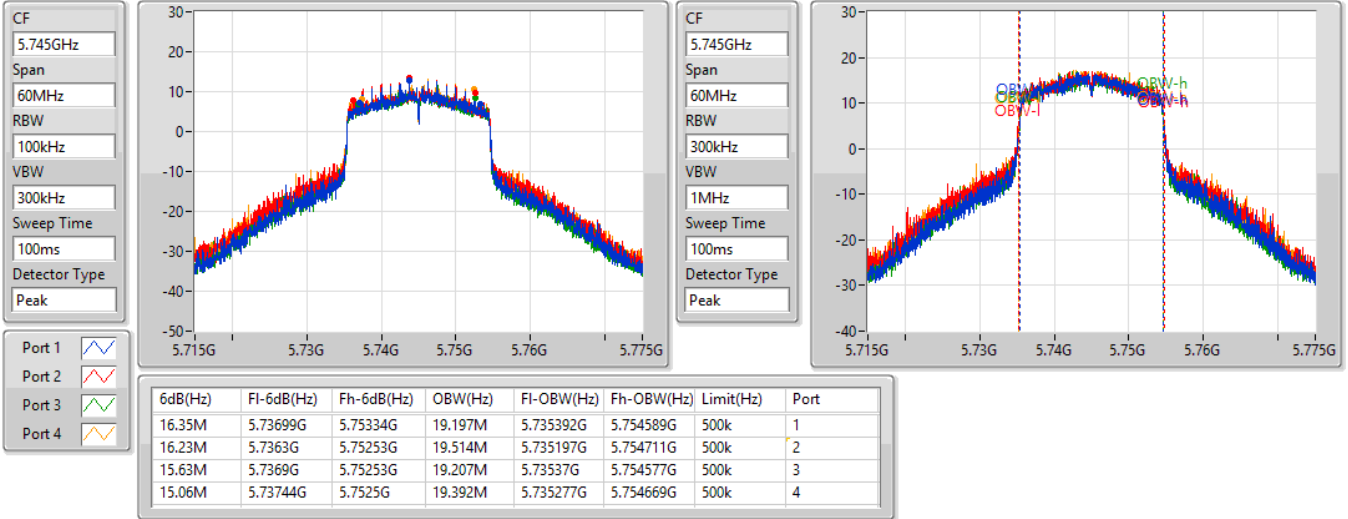 CF
5.745GHz
Span
60MHz
RBW
100kHz
VBW
300kHz
Sweep Time
100ms
Detector Type
Peak
30
20
10
0
-10
-20
-30
-40
-50
5.715G 5.73G 5.74G 5.75G 5.76G 5.775G
CF
5.745GHz
Span
60MHz
RBW
300kHz
VBW
1MHz
Sweep Time
100ms
Detector Type
Peak
30
20
10
0
-10
-20
-30
-40
OBW-l
OBW-h
OBW-h
5.715G 5.73G 5.74G 5.75G 5.76G 5.775G
Port 1
Port 2
Port 3
Port 4
6dB(Hz) Fl-6dB(Hz) Fh-6dB(Hz) OBW(Hz) Fl-OBW(Hz) Fh-OBW(Hz) Limit(Hz) Port
16.35M 5.73699G 5.75334G 19.197M 5.735392G 5.754589G 500k 1
16.23M 5.7363G 5.75253G 19.514M 5.735197G 5.754711G 500k 2
15.63M 5.7369G 5.75253G 19.207M 5.73537G 5.754577G 500k 3
15.06M 5.73744G 5.7525G 19.392M 5.735277G 5.754669G 500k 4